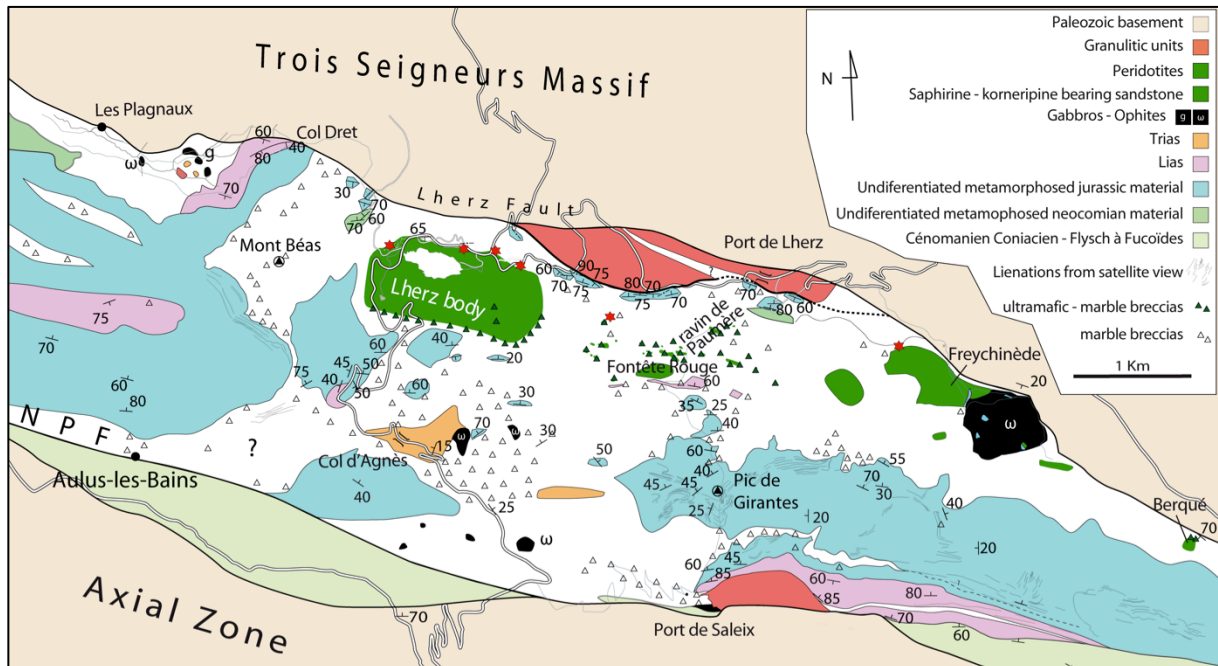 Trois Seigneurs Massif
Les Plagnaux
ω
g
60
80
40
70
Col Dret
30
70
60
70
Lherz Fault
Mont Béas
65
Lherz body
60
70
90
75
75
80
70
75
70
Port de Lherz
?
70
80
60
ravin de
Paumère
Fontête Rouge
60
Freychinède
20
ω
75
70
60
80
75
45
40
50
50
60
40
60
20
30
35
25
40
N P F
?
Aulus-les-Bains
Col d'Agnès
15
ω
70
ω
30
50
40
25
60
40
45
45
25
Pic de
Girantes
55
70
30
40
20
20
Berqué
70
ω
45
60
85
60
80
85
60
?
Port de Saleix
70
Axial Zone
Paleozoic basement
Granulitic units
Peridotites
Saphirine - korneripine bearing sandstone
Gabbros - Ophites g ω
Trias
Lias
Undiferentiated metamorphosed jurassic material
Undiferentiated metamophosed neocomian material
Cénomanien Coniacien - Flysch à Fucoïdes
Lienations from satellite view
ultramafic - marble breccias
marble breccias
1 Km
N